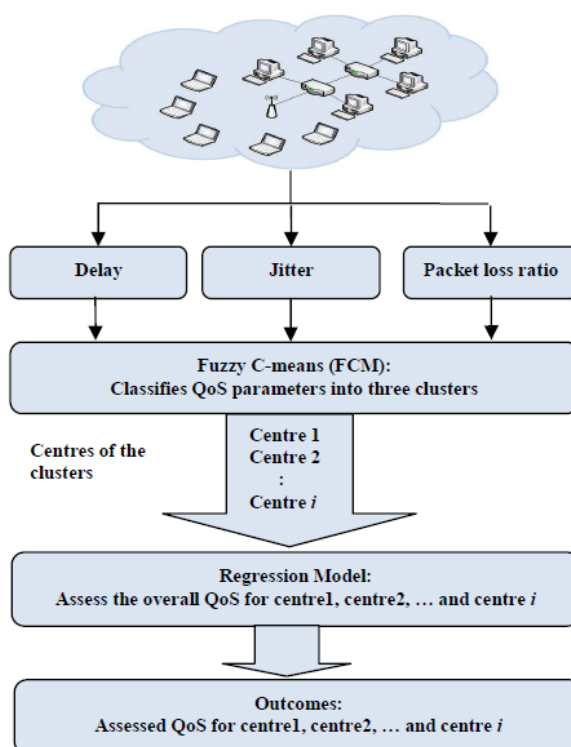 Delay
Jitter
Packet loss ratio
Fuzzy C-means (FCM):
Classifies QoS parameters into three clusters
Centres of the
clusters
Centre 1
Centre 2
:
Centre i
Regression Model:
Assess the overall QoS for centre1, centre2, … and centre i
Outcomes:
Assessed QoS for centre1, centre2, … and centre i